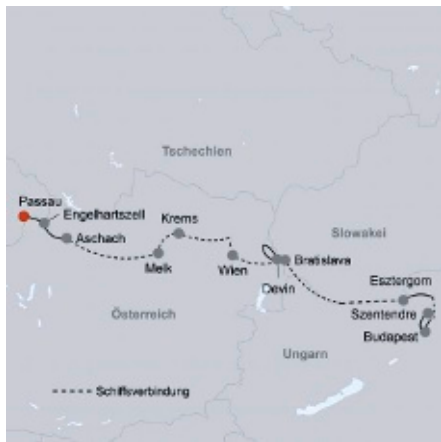 Tschechien
Passau
Engelhartszell
Aschach
Krems
Melk
Wien
Slowakei
Bratislava
Devin
Esztergom
Szentendre
Budapest
Österreich
Ungarn
Schiffsverbindung